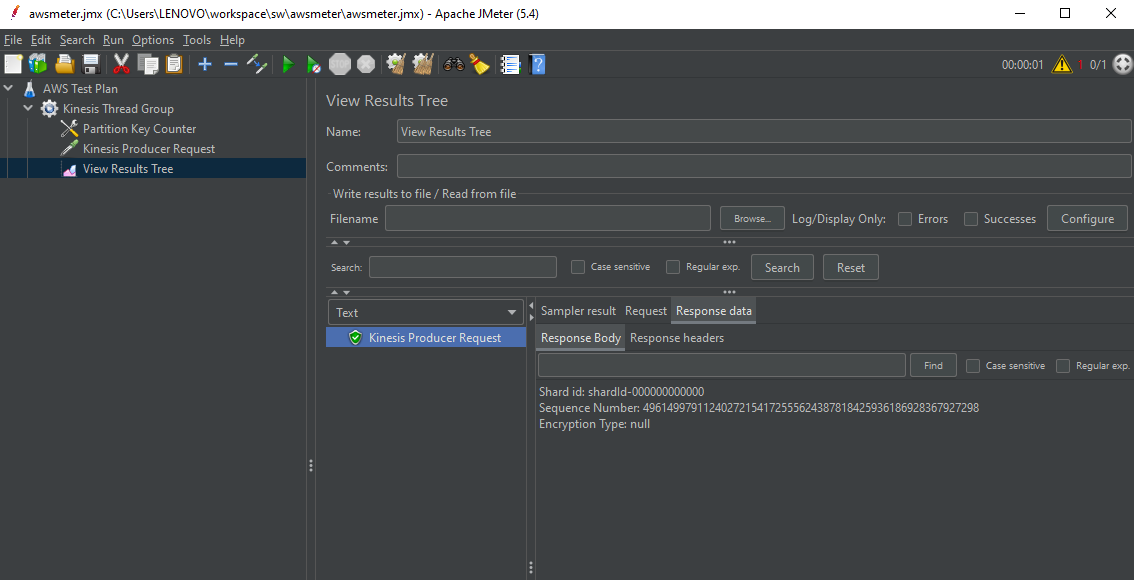 awsmeter.jmx (C:\Users\LENOVO\workspace\sw\awsmeter\awsmeter.jmx) - Apache JMeter (5.4)
File Edit Search Run Options Tools Help
00:00:01 1 0/1
AWS Test Plan
Kinesis Thread Group
Partition Key Counter
Kinesis Producer Request
View Results Tree
View Results Tree
Name: View Results Tree
Comments:
Write results to file / Read from file
Filename Browse... Log/Display Only: Errors Successes Configure
Search: Case sensitive Regular exp. Search Reset
Text
Kinesis Producer Request
Sampler result Request Response data
Response Body Response headers
Find Case sensitive Regular exp.
Shard id: shardId-000000000000
Sequence Number: 49614997911240272154172555624387818425936186928367927298
Encryption Type: null